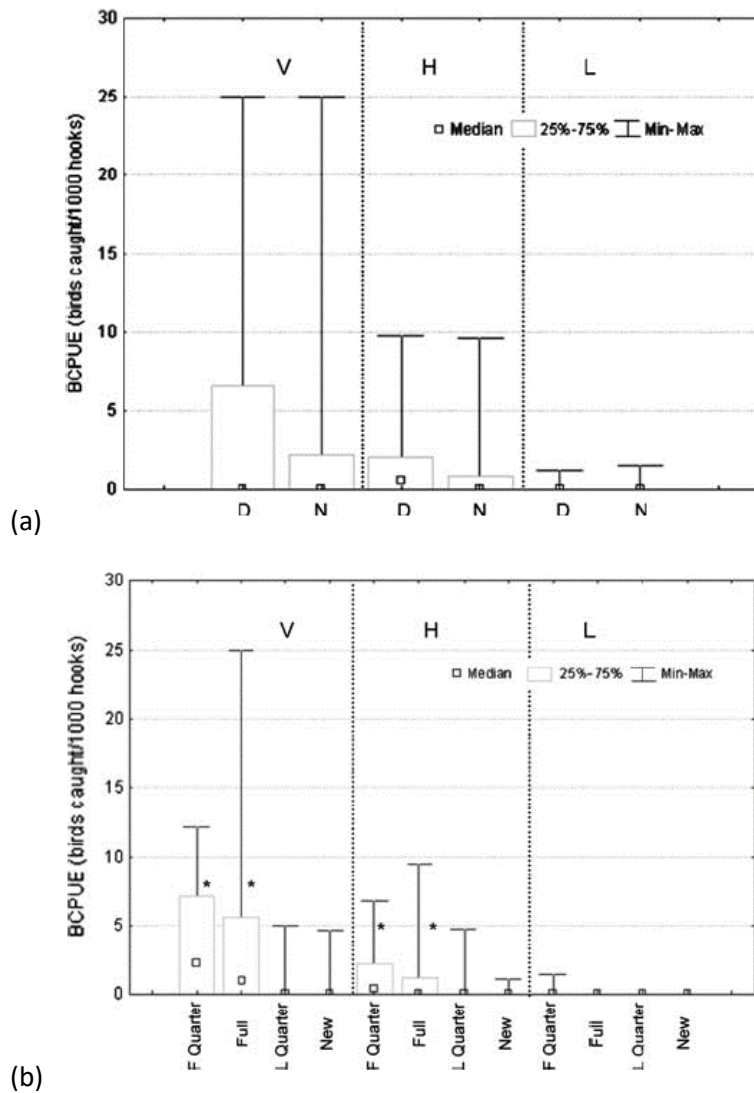 30
V H L
25
Median 25%-75% Min-Max
20
15
10
5
0
BCPUE (birds caught/1000 hooks)
D N D N D N
(a)
30
V H L
25
Median 25%-75% Min-Max
20
15
10
5
0
BCPUE (birds caught/1000 hooks)
* * * *
F Quarter Full L Quarter New F Quarter Full L Quarter New F Quarter Full L Quarter New
(b)